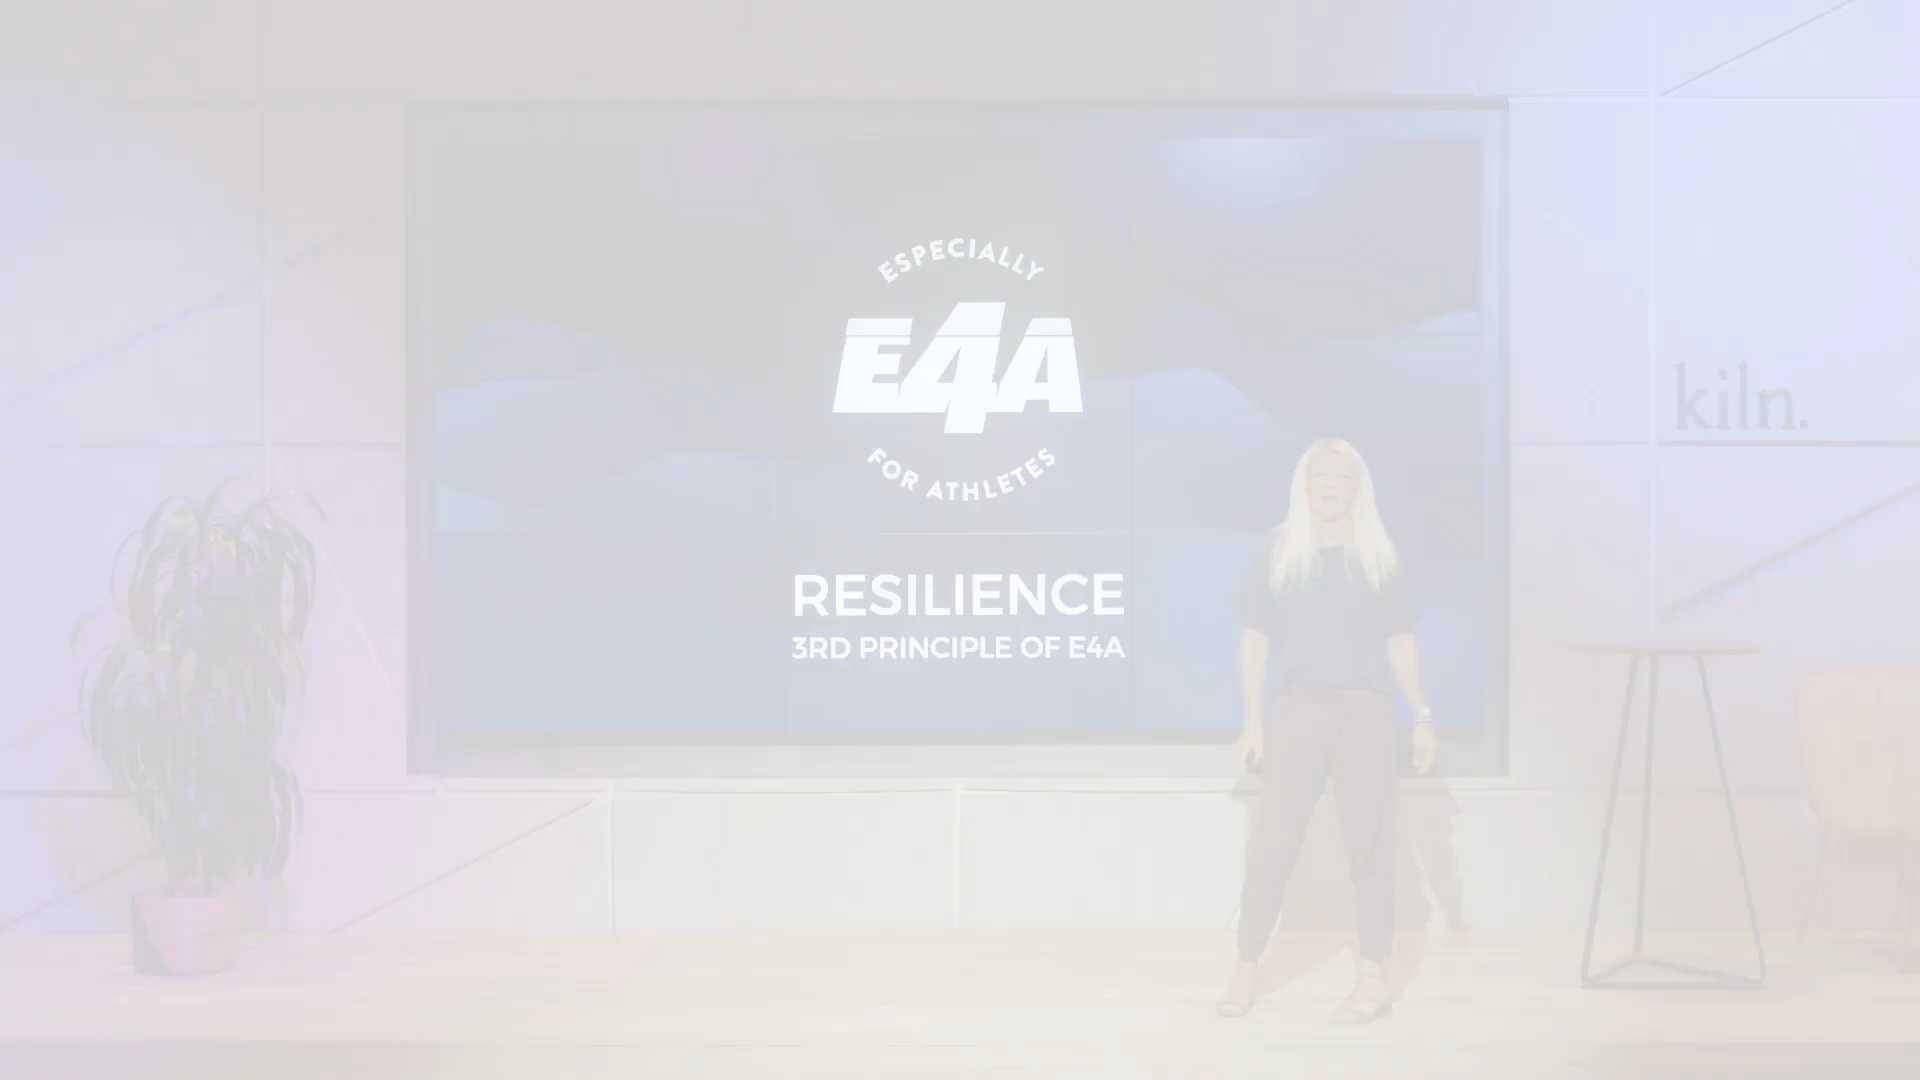 ESPECIALLY
E4A
FOR ATHLETES
RESILIENCE
3RD PRINCIPLE OF E4A
kiln.